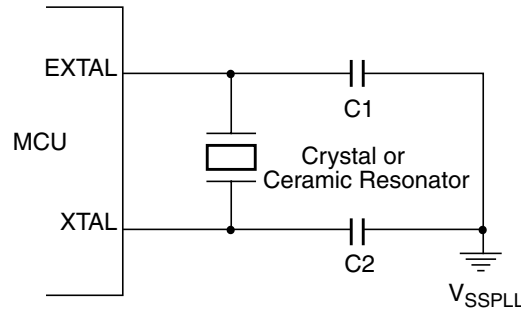 EXTAL
C1
MCU
Crystal or
Ceramic Resonator
XTAL
C2
VSSPLL